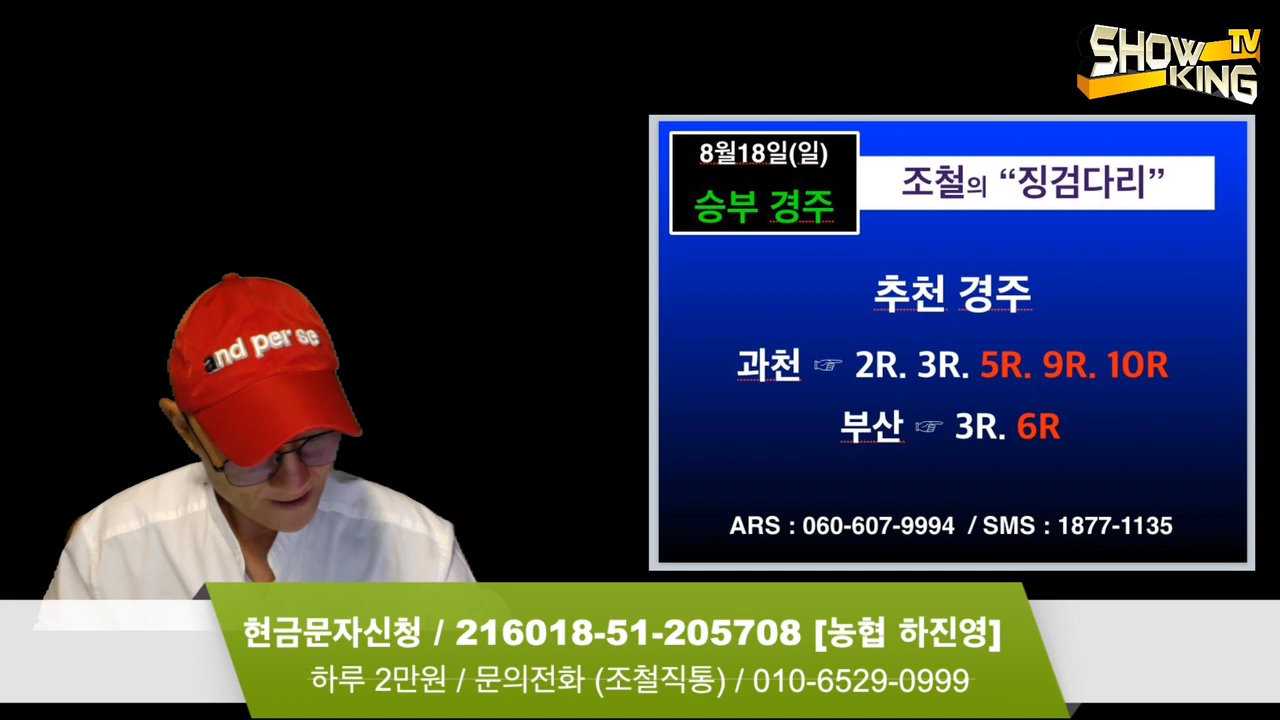 SHOW TV
KING
8월18일(일)
승부 경주
조철의 “징검다리”
추천 경주
과천 ☞ 2R. 3R. 5R. 9R. 10R
부산 ☞ 3R. 6R
ARS : 060-607-9994 / SMS : 1877-1135
and per se
현금문자신청 / 216018-51-205708 [농협 하진영]
하루 2만원 / 문의전화 (조철직통) / 010-6529-0999